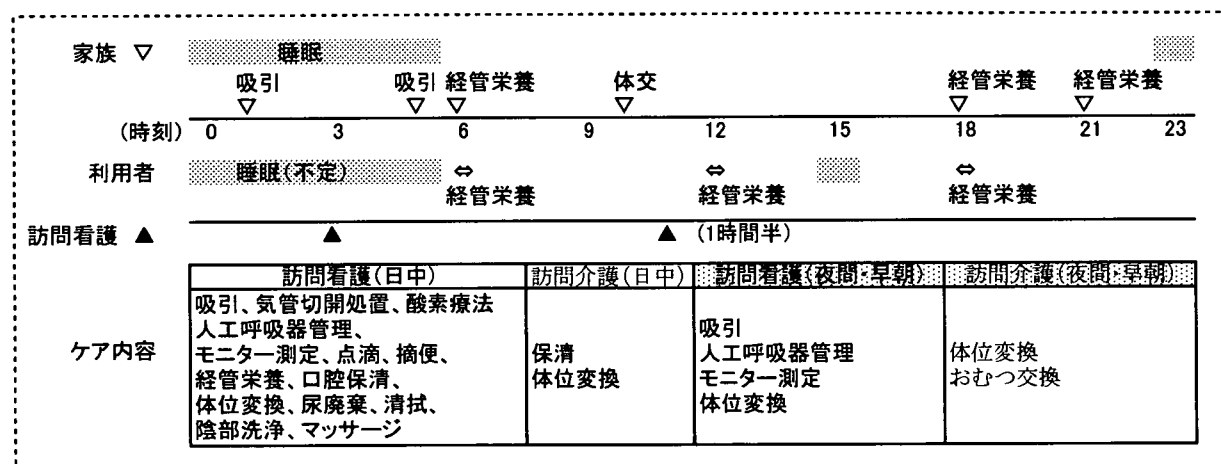 家族 ▽ 睡眠
吸引 吸引 経管栄養 体交 経管栄養 経管栄養
▽ ▽ ▽ ▽ ▽ ▽
(時刻) 0 3 6 9 12 15 18 21 23
利用者 睡眠(不定) ⇔ ⇔ ⇔
経管栄養 経管栄養 経管栄養
訪問看護 ▲ ▲ ▲ (1時間半)
訪問看護(日中) 訪問介護(日中) 訪問看護(夜間・早朝) 訪問介護(夜間・早朝)
ケア内容
吸引、気管切開処置、酸素療法
人工呼吸器管理、
モニター測定、点滴、摘便、
経管栄養、口腔保清、
体位変換、尿廃棄、清拭、
陰部洗浄、マッサージ
保清
体位変換
吸引
人工呼吸器管理
モニター測定
体位変換
体位変換
おむつ交換